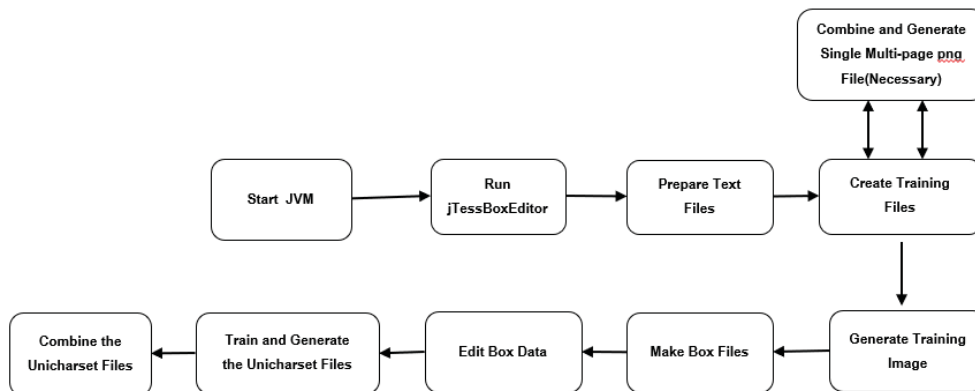 Combine and Generate
Single Multi-page png
File(Necessary)
Start JVM
Run
jTessBoxEditor
Prepare Text
Files
Create Training
Files
Combine the
Unicharset Files
Train and Generate
the Unicharset Files
Edit Box Data
Make Box Files
Generate Training
Image